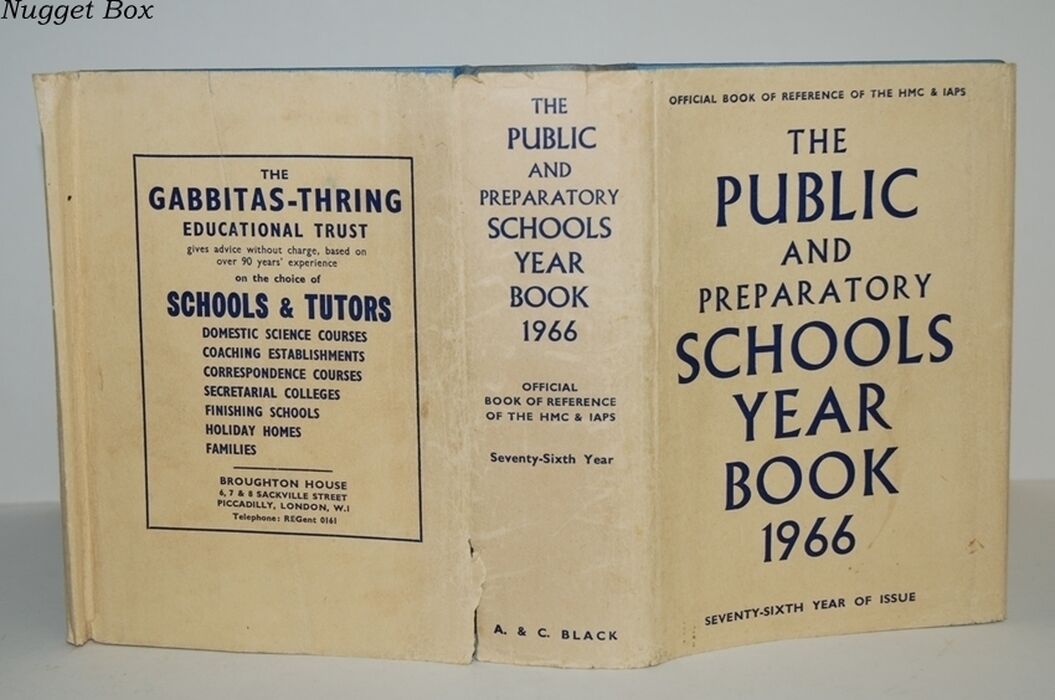 Nugget Box
THE
GABBITAS-THRING
EDUCATIONAL TRUST
gives advice without charge, based on
over 90 years' experience
on the choice of
SCHOOLS & TUTORS
DOMESTIC SCIENCE COURSES
COACHING ESTABLISHMENTS
CORRESPONDENCE COURSES
SECRETARIAL COLLEGES
FINISHING SCHOOLS
HOLIDAY HOMES
FAMILIES
BROUGHTON HOUSE
6, 7 & 8 SACKVILLE STREET
PICCADILLY, LONDON, W.1
Telephone: REGent 0161
THE
PUBLIC
AND
PREPARATORY
SCHOOLS
YEAR
BOOK
1966
OFFICIAL
BOOK OF REFERENCE
OF THE HMC & IAPS
Seventy-Sixth Year
A. & C. BLACK
OFFICIAL BOOK OF REFERENCE OF THE HMC & IAPS
THE
PUBLIC
AND
PREPARATORY
SCHOOLS
YEAR
BOOK
1966
SEVENTY-SIXTH YEAR OF ISSUE